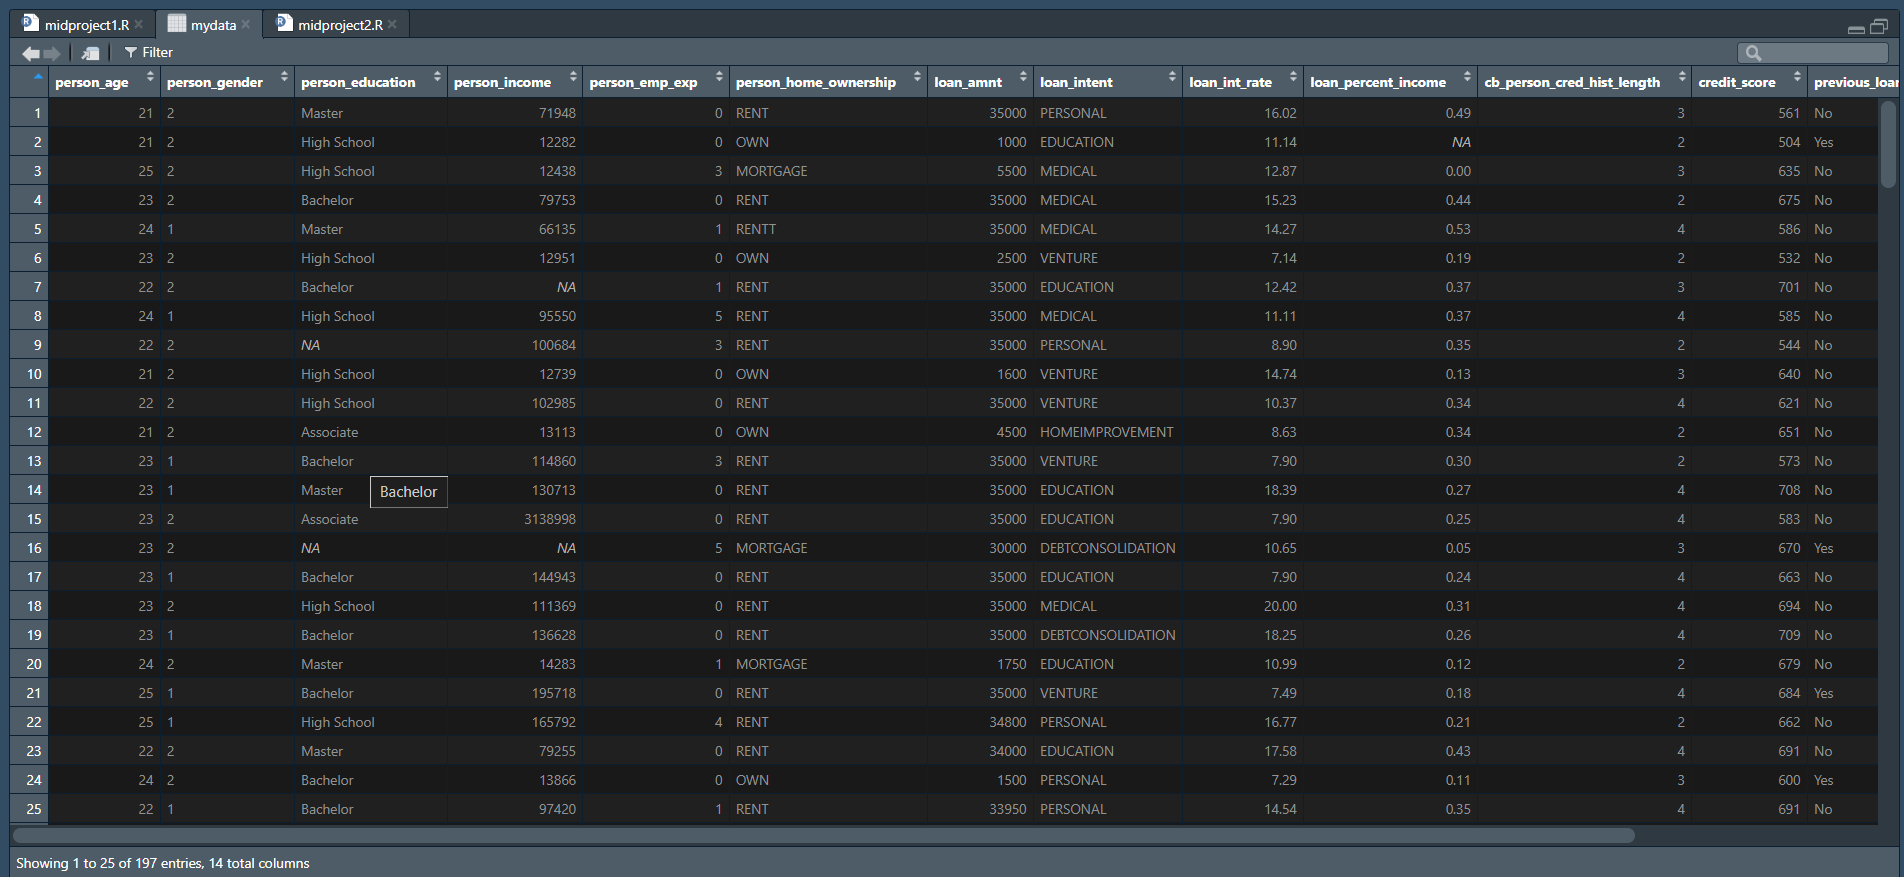 midproject1.R mydata midproject2.R
Filter
person_age person_gender person_education person_income person_emp_exp person_home_ownership loan_amnt loan_intent loan_int_rate loan_percent_income cb_person_cred_hist_length credit_score previous_loan
1 21 2 Master 71948 0 RENT 35000 PERSONAL 16.02 0.49 3 561 No
2 21 2 High School 12282 0 OWN 1000 EDUCATION 11.14 NA 2 504 Yes
3 25 2 High School 12438 3 MORTGAGE 5500 MEDICAL 12.87 0.00 3 635 No
4 23 2 Bachelor 79753 0 RENT 35000 MEDICAL 15.23 0.44 2 675 No
5 24 1 Master 66135 1 RENTT 35000 MEDICAL 14.27 0.53 4 586 No
6 23 2 High School 12951 0 OWN 2500 VENTURE 7.14 0.19 2 532 No
7 22 2 Bachelor NA 1 RENT 35000 EDUCATION 12.42 0.37 3 701 No
8 24 1 High School 95550 5 RENT 35000 MEDICAL 11.11 0.37 4 585 No
9 22 2 NA 100684 3 RENT 35000 PERSONAL 8.90 0.35 2 544 No
10 21 2 High School 12739 0 OWN 1600 VENTURE 14.74 0.13 3 640 No
11 22 2 High School 102985 0 RENT 35000 VENTURE 10.37 0.34 4 621 No
12 21 2 Associate 13113 0 OWN 4500 HOMEIMPROVEMENT 8.63 0.34 2 651 No
13 23 1 Bachelor 114860 3 RENT 35000 VENTURE 7.90 0.30 2 573 No
14 23 1 Master Bachelor 130713 0 RENT 35000 EDUCATION 18.39 0.27 4 708 No
15 23 2 Associate 3138998 0 RENT 35000 EDUCATION 7.90 0.25 4 583 No
16 23 2 NA NA 5 MORTGAGE 30000 DEBTCONSOLIDATION 10.65 0.05 3 670 Yes
17 23 1 Bachelor 144943 0 RENT 35000 EDUCATION 7.90 0.24 4 663 No
18 23 2 High School 111369 0 RENT 35000 MEDICAL 20.00 0.31 4 694 No
19 23 1 Bachelor 136628 0 RENT 35000 DEBTCONSOLIDATION 18.25 0.26 4 709 No
20 24 2 Master 14283 1 MORTGAGE 1750 EDUCATION 10.99 0.12 2 679 No
21 25 1 Bachelor 195718 0 RENT 35000 VENTURE 7.49 0.18 4 684 Yes
22 25 1 High School 165792 4 RENT 34800 PERSONAL 16.77 0.21 2 662 No
23 22 2 Master 79255 0 RENT 34000 EDUCATION 17.58 0.43 4 691 No
24 24 2 Bachelor 13866 0 OWN 1500 PERSONAL 7.29 0.11 3 600 Yes
25 22 1 Bachelor 97420 1 RENT 33950 PERSONAL 14.54 0.35 4 691 No
Showing 1 to 25 of 197 entries, 14 total columns